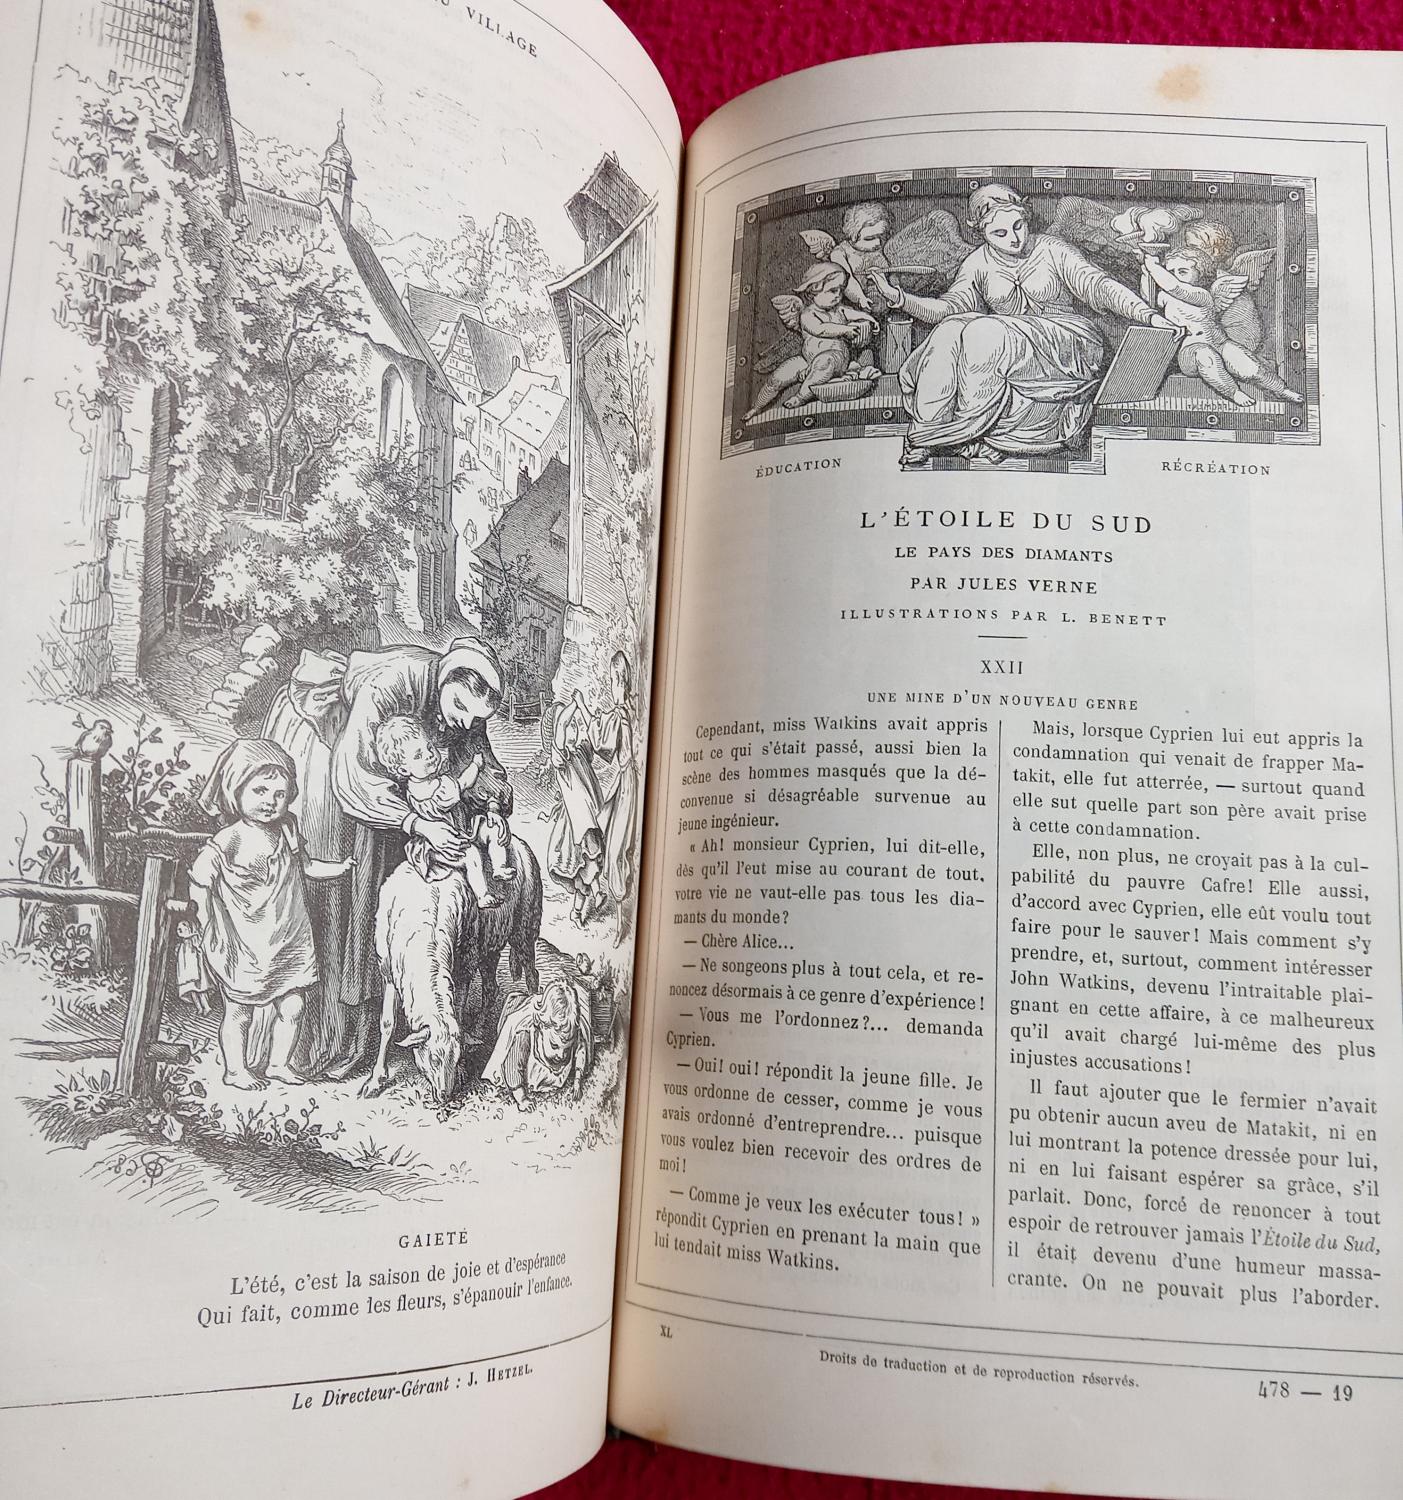 VILLAGE
GAIETÉ
L'été, c'est la saison de joie et d'espérance
Qui fait, comme les fleurs, s'épanouir l'enfance.
Le Directeur-Gérant : J. HETZEL.
ÉDUCATION
RÉCRÉATION
L'ÉTOILE DU SUD
LE PAYS DES DIAMANTS
PAR JULES VERNE
ILLUSTRATIONS PAR L. BENETT
XXII
UNE MINE D'UN NOUVEAU GENRE
Cependant, miss Watkins avait appris
tout ce qui s'était passé, aussi bien la
scène des hommes masqués que la dé-
convenue si désagréable survenue au
jeune ingénieur.
« Ah! monsieur Cyprien, lui dit-elle,
dès qu'il l'eut mise au courant de tout,
votre vie ne vaut-elle pas tous les dia-
mants du monde?
— Chère Alice...
— Ne songeons plus à tout cela, et re-
noncez désormais à ce genre d'expérience!
— Vous me l'ordonnez?... demanda
Cyprien.
— Oui! oui! répondit la jeune fille. Je
vous ordonne de cesser, comme je vous
avais ordonné d'entreprendre... puisque
vous voulez bien recevoir des ordres de
moi!
— Comme je veux les exécuter tous! »
répondit Cyprien en prenant la main que
lui tendait miss Watkins.
Mais, lorsque Cyprien lui eut appris la
condamnation qui venait de frapper Ma-
takit, elle fut atterrée, — surtout quand
elle sut quelle part son père avait prise
à cette condamnation.
Elle, non plus, ne croyait pas à la cul-
pabilité du pauvre Cafre! Elle aussi,
d'accord avec Cyprien, elle eût voulu tout
faire pour le sauver! Mais comment s'y
prendre, et, surtout, comment intéresser
John Watkins, devenu l'intraitable plai-
gnant en cette affaire, à ce malheureux
qu'il avait chargé lui-même des plus
injustes accusations!
Il faut ajouter que le fermier n'avait
pu obtenir aucun aveu de Matakit, ni en
lui montrant la potence dressée pour lui,
ni en lui faisant espérer sa grâce, s'il
parlait. Donc, forcé de renoncer à tout
espoir de retrouver jamais l'Étoile du Sud,
il était devenu d'une humeur massa-
crante. On ne pouvait plus l'aborder.
XL
Droits de traduction et de reproduction réservés.
478 — 19